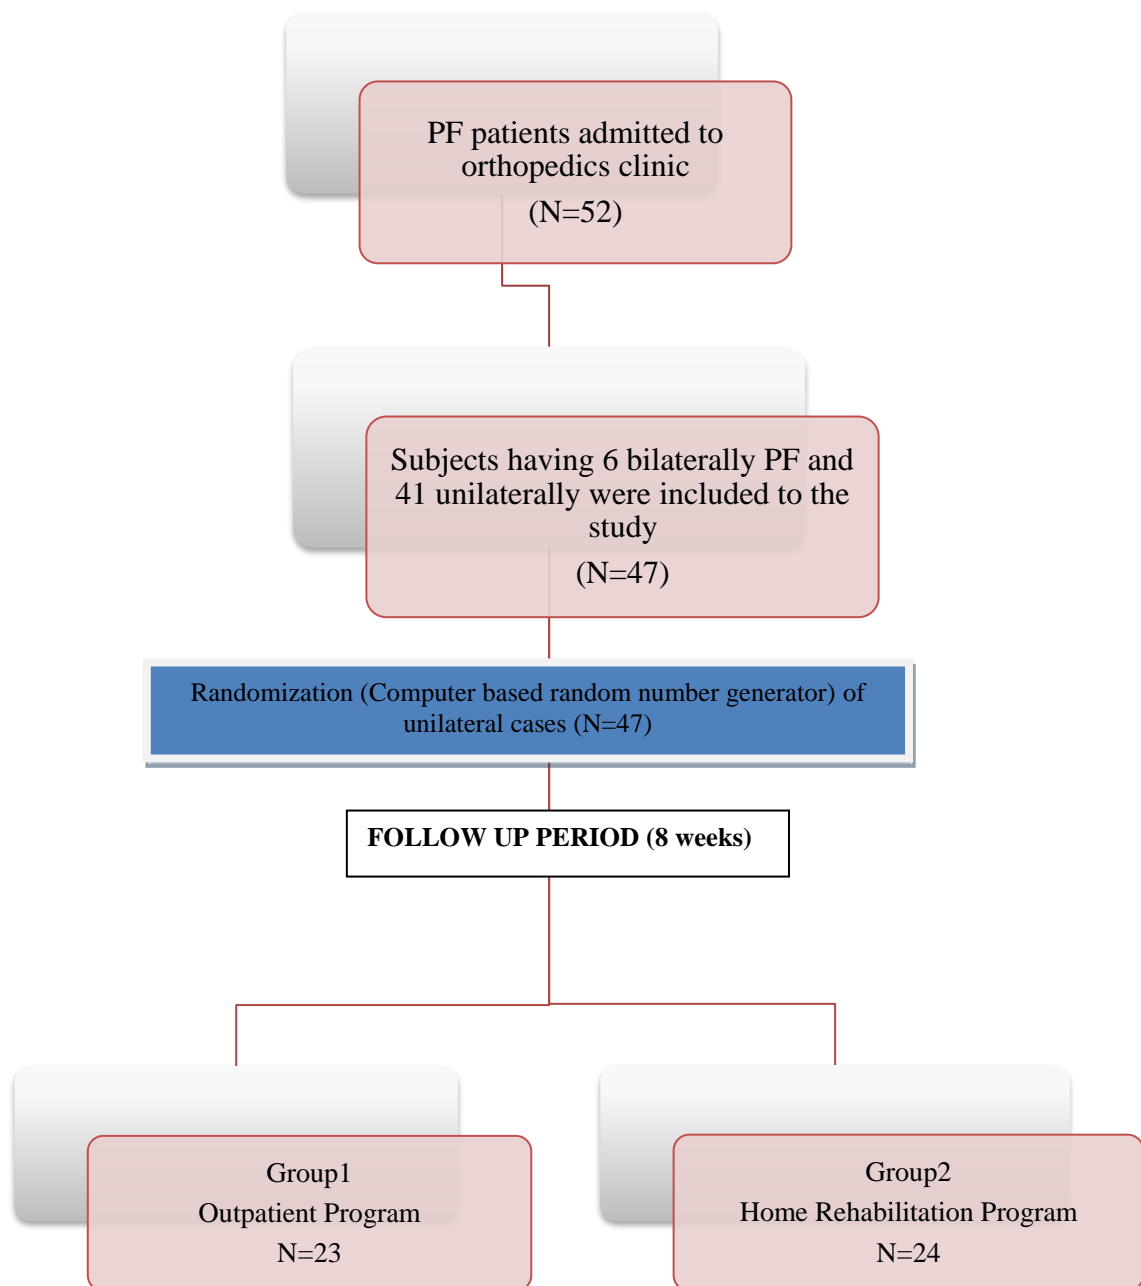 PF patients admitted to
orthopedics clinic
(N=52)
Subjects having 6 bilaterally PF and
41 unilaterally were included to the
study
(N=47)
Randomization (Computer based random number generator) of
unilateral cases (N=47)
FOLLOW UP PERIOD (8 weeks)
Group1
Outpatient Program
N=23
Group2
Home Rehabilitation Program
N=24